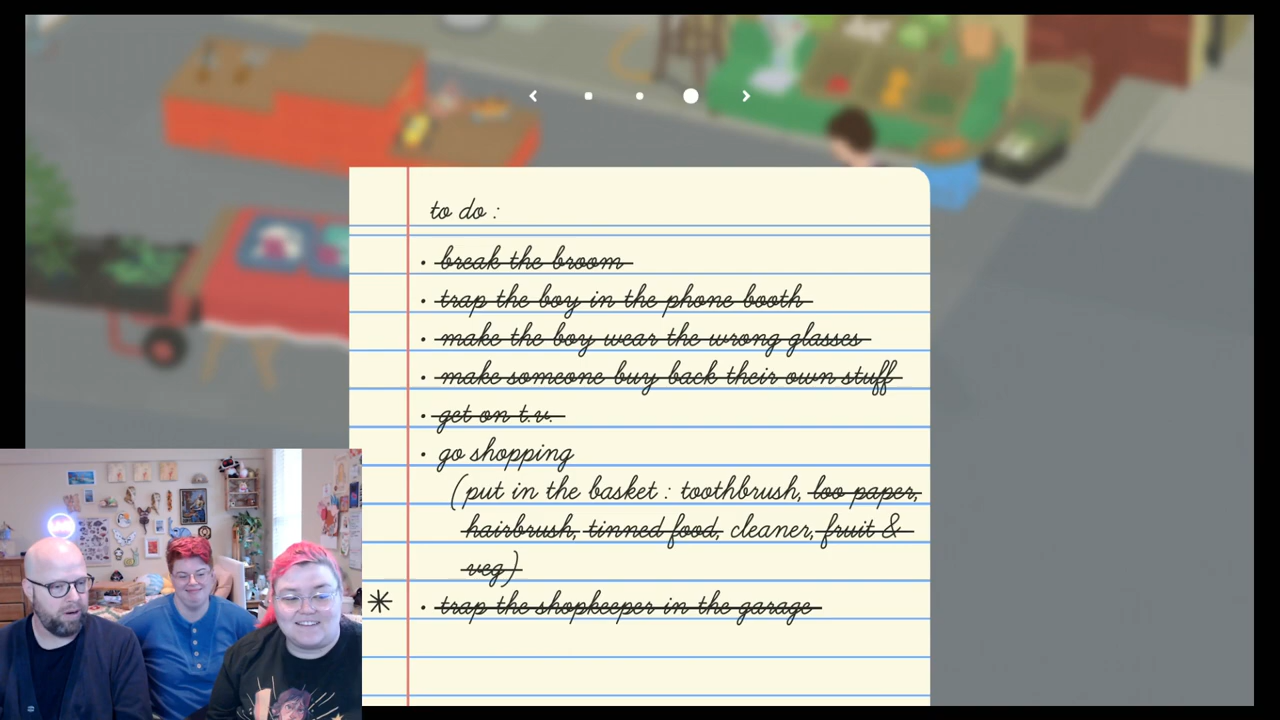 to do :
• break the broom
• trap the boy in the phone booth
• make the boy wear the wrong glasses
• make someone buy back their own stuff
• get on t.v.
• go shopping
(put in the basket : toothbrush, loo paper,
hairbrush, tinned food, cleaner, fruit &
veg)
• trap the shopkeeper in the garage